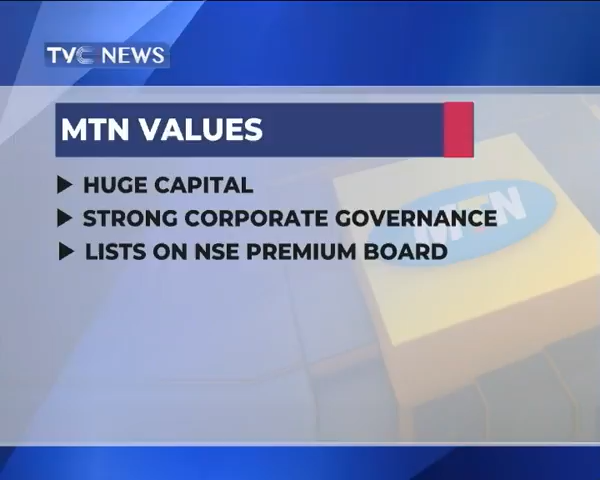 TVC NEWS
MTN VALUES
HUGE CAPITAL
STRONG CORPORATE GOVERNANCE
LISTS ON NSE PREMIUM BOARD
MTN